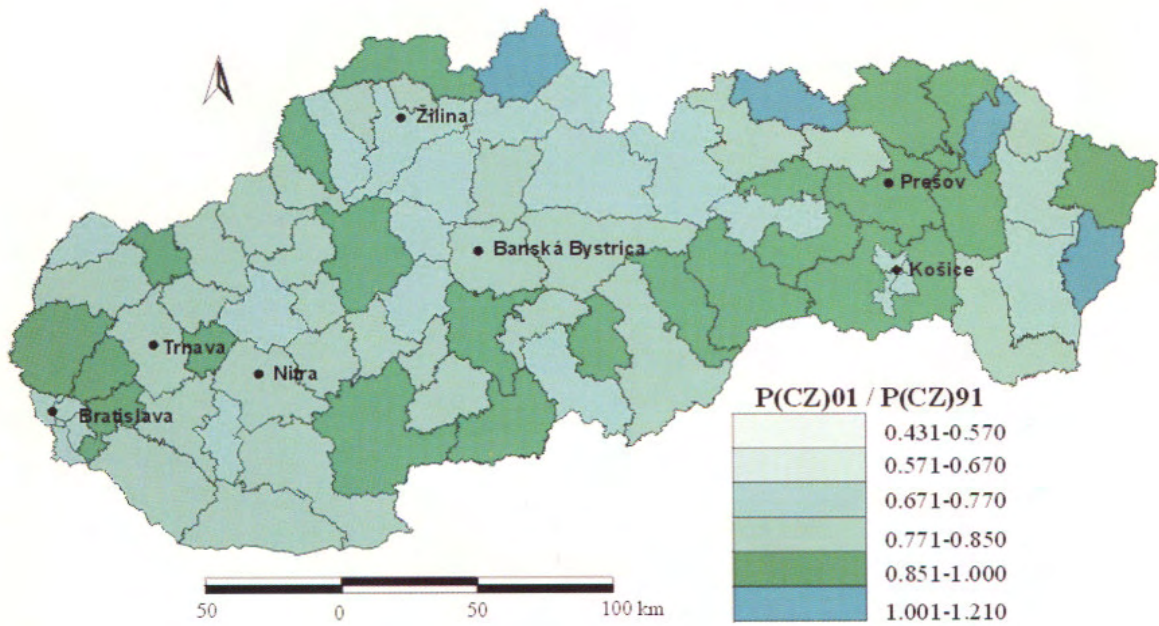 Žilina
Prešov
Banská Bystrica
Košice
Trnava
Nitra
Bratislava
P(CZ)01 / P(CZ)91
0.431-0.570
0.571-0.670
0.671-0.770
0.771-0.850
0.851-1.000
1.001-1.210
50 0 50 100 km